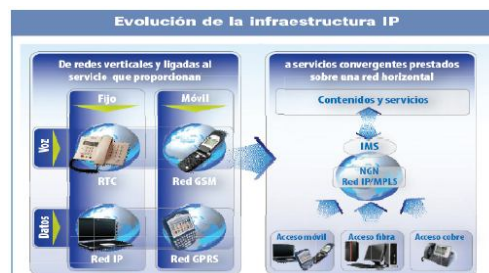 Evolución de la infraestructura IP
De redes verticales y ligadas al
servicio que proporcionan
Fijo
Móvil
Voz
RTC
Red GSM
Datos
Red IP
Red GPRS
a servicios convergentes prestados
sobre una red horizontal
Contenidos y servicios
IMS
NGN
Red IP/MPLS
Acceso móvil
Acceso fibra
Acceso cobre